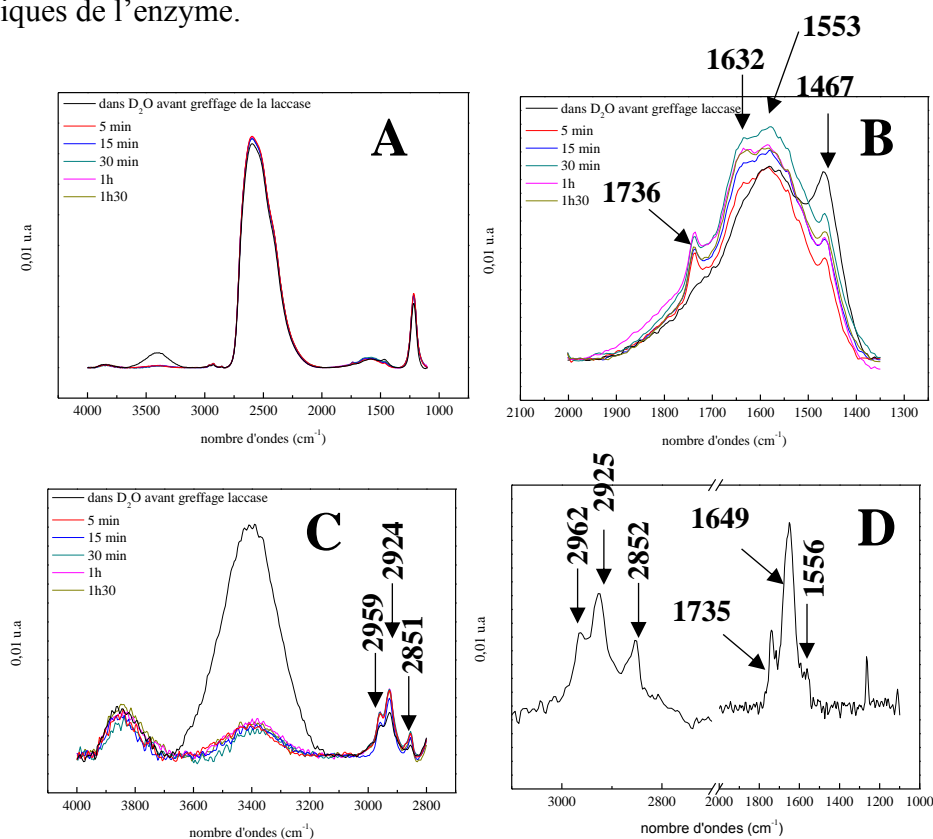 iques de l'enzyme.
A
dans D2O avant greffage de la laccase
5 min
15 min
30 min
1h
1h30
0,01 u.a
4000 3500 3000 2500 2000 1500 1000
nombre d'ondes (cm-1)
B
1553
1632
1467
1736
dans D2O avant greffage laccase
5 min
15 min
30 min
1h
1h30
0,01 u.a
2100 2000 1900 1800 1700 1600 1500 1400 1300
nombre d'ondes (cm-1)
C
dans D2O avant greffage laccase
5 min
15 min
30 min
1h
1h30
2959
2924
2851
0,01 u.a
4000 3800 3600 3400 3200 3000 2800
nombre d'ondes (cm-1)
D
2962
2925
2852
1649
1735
1556
0,01 u.a
3000 2800 2000 1800 1600 1400 1200 1000
nombre d'ondes (cm-1)